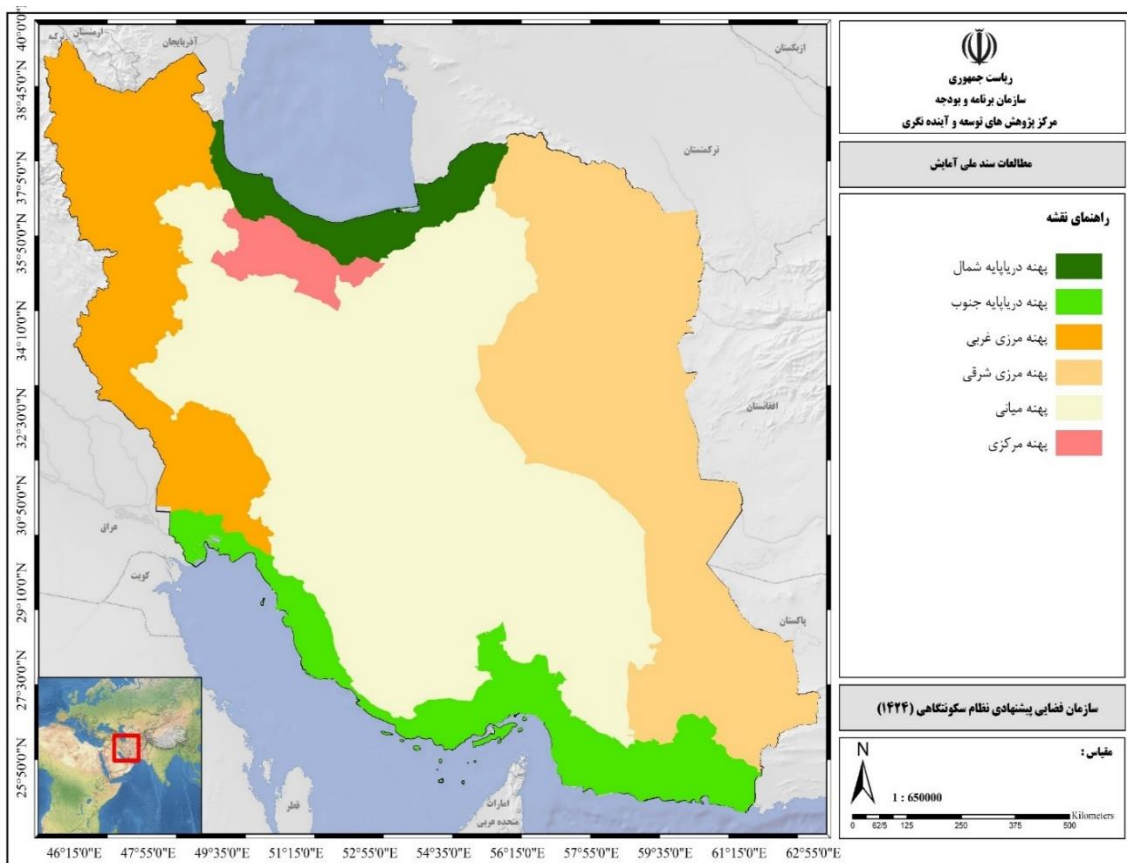 ریاست جمهوری
سازمان برنامه و بودجه
مرکز پژوهش های توسعه و آینده نگری
مطالعات سند ملی آمایش
راهنمای نقشه
پهنه دریاپایه شمال
پهنه دریاپایه جنوب
پهنه مرزی غربی
پهنه مرزی شرقی
پهنه میانی
پهنه مرکزی
سازمان فضایی پیشنهادی نظام سکونتگاهی (۱۴۲۴)
مقیاس :
N
1 : 650000
Kilometers
0 625 125 250 375 500
ترکیه
ارمنستان
آذربایجان
ازبکستان
ترکمنستان
افغانستان
پاکستان
عراق
کویت
قطر
امارات
متحده عربی
40°0'0"N
38°45'0"N
37°5'0"N
35°50'0"N
34°10'0"N
32°30'0"N
30°50'0"N
29°10'0"N
27°30'0"N
25°50'0"N
46°15'0"E 47°55'0"E 49°35'0"E 51°15'0"E 52°55'0"E 54°35'0"E 56°15'0"E 57°55'0"E 59°35'0"E 61°15'0"E 62°55'0"E